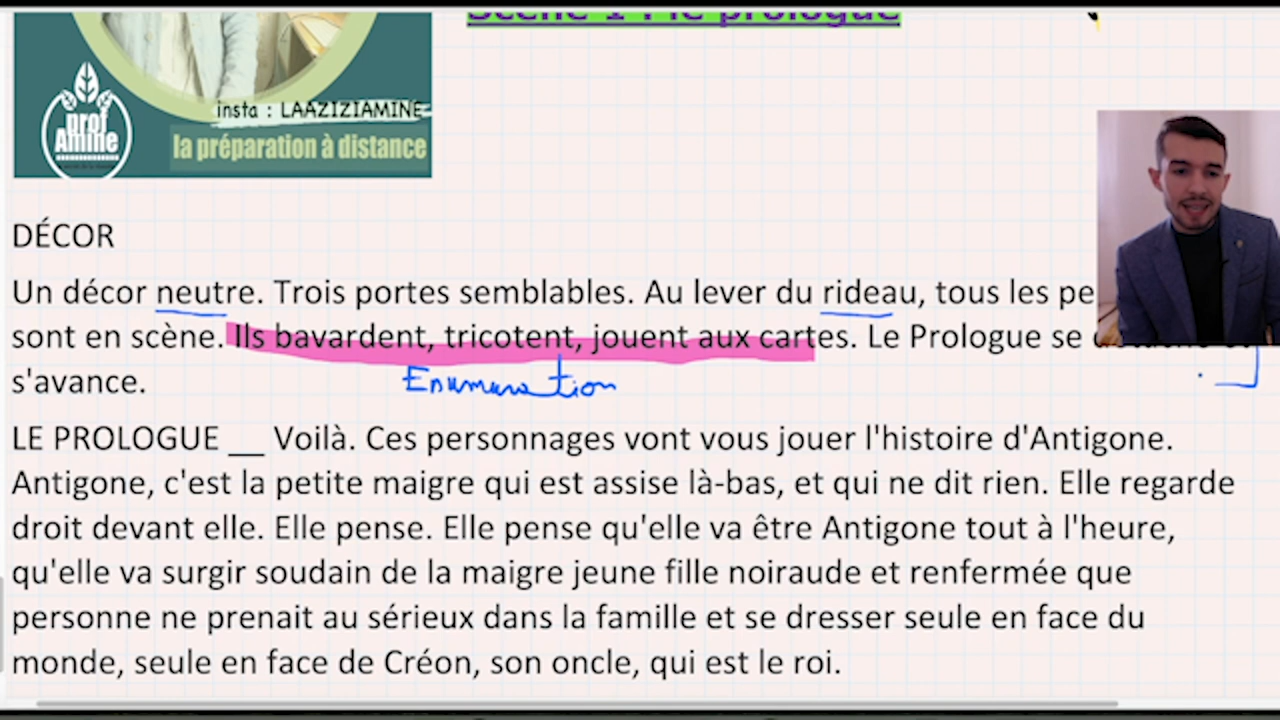 Scène 1 : le prologue
insta : LAAZIZIAMINE
prof
Amine
la préparation à distance
DÉCOR
Un décor neutre. Trois portes semblables. Au lever du rideau, tous les pe
sont en scène. Ils bavardent, tricotent, jouent aux cartes. Le Prologue se
s'avance.
Enumeration
LE PROLOGUE __ Voilà. Ces personnages vont vous jouer l'histoire d'Antigone.
Antigone, c'est la petite maigre qui est assise là-bas, et qui ne dit rien. Elle regarde
droit devant elle. Elle pense. Elle pense qu'elle va être Antigone tout à l'heure,
qu'elle va surgir soudain de la maigre jeune fille noiraude et renfermée que
personne ne prenait au sérieux dans la famille et se dresser seule en face du
monde, seule en face de Créon, son oncle, qui est le roi.